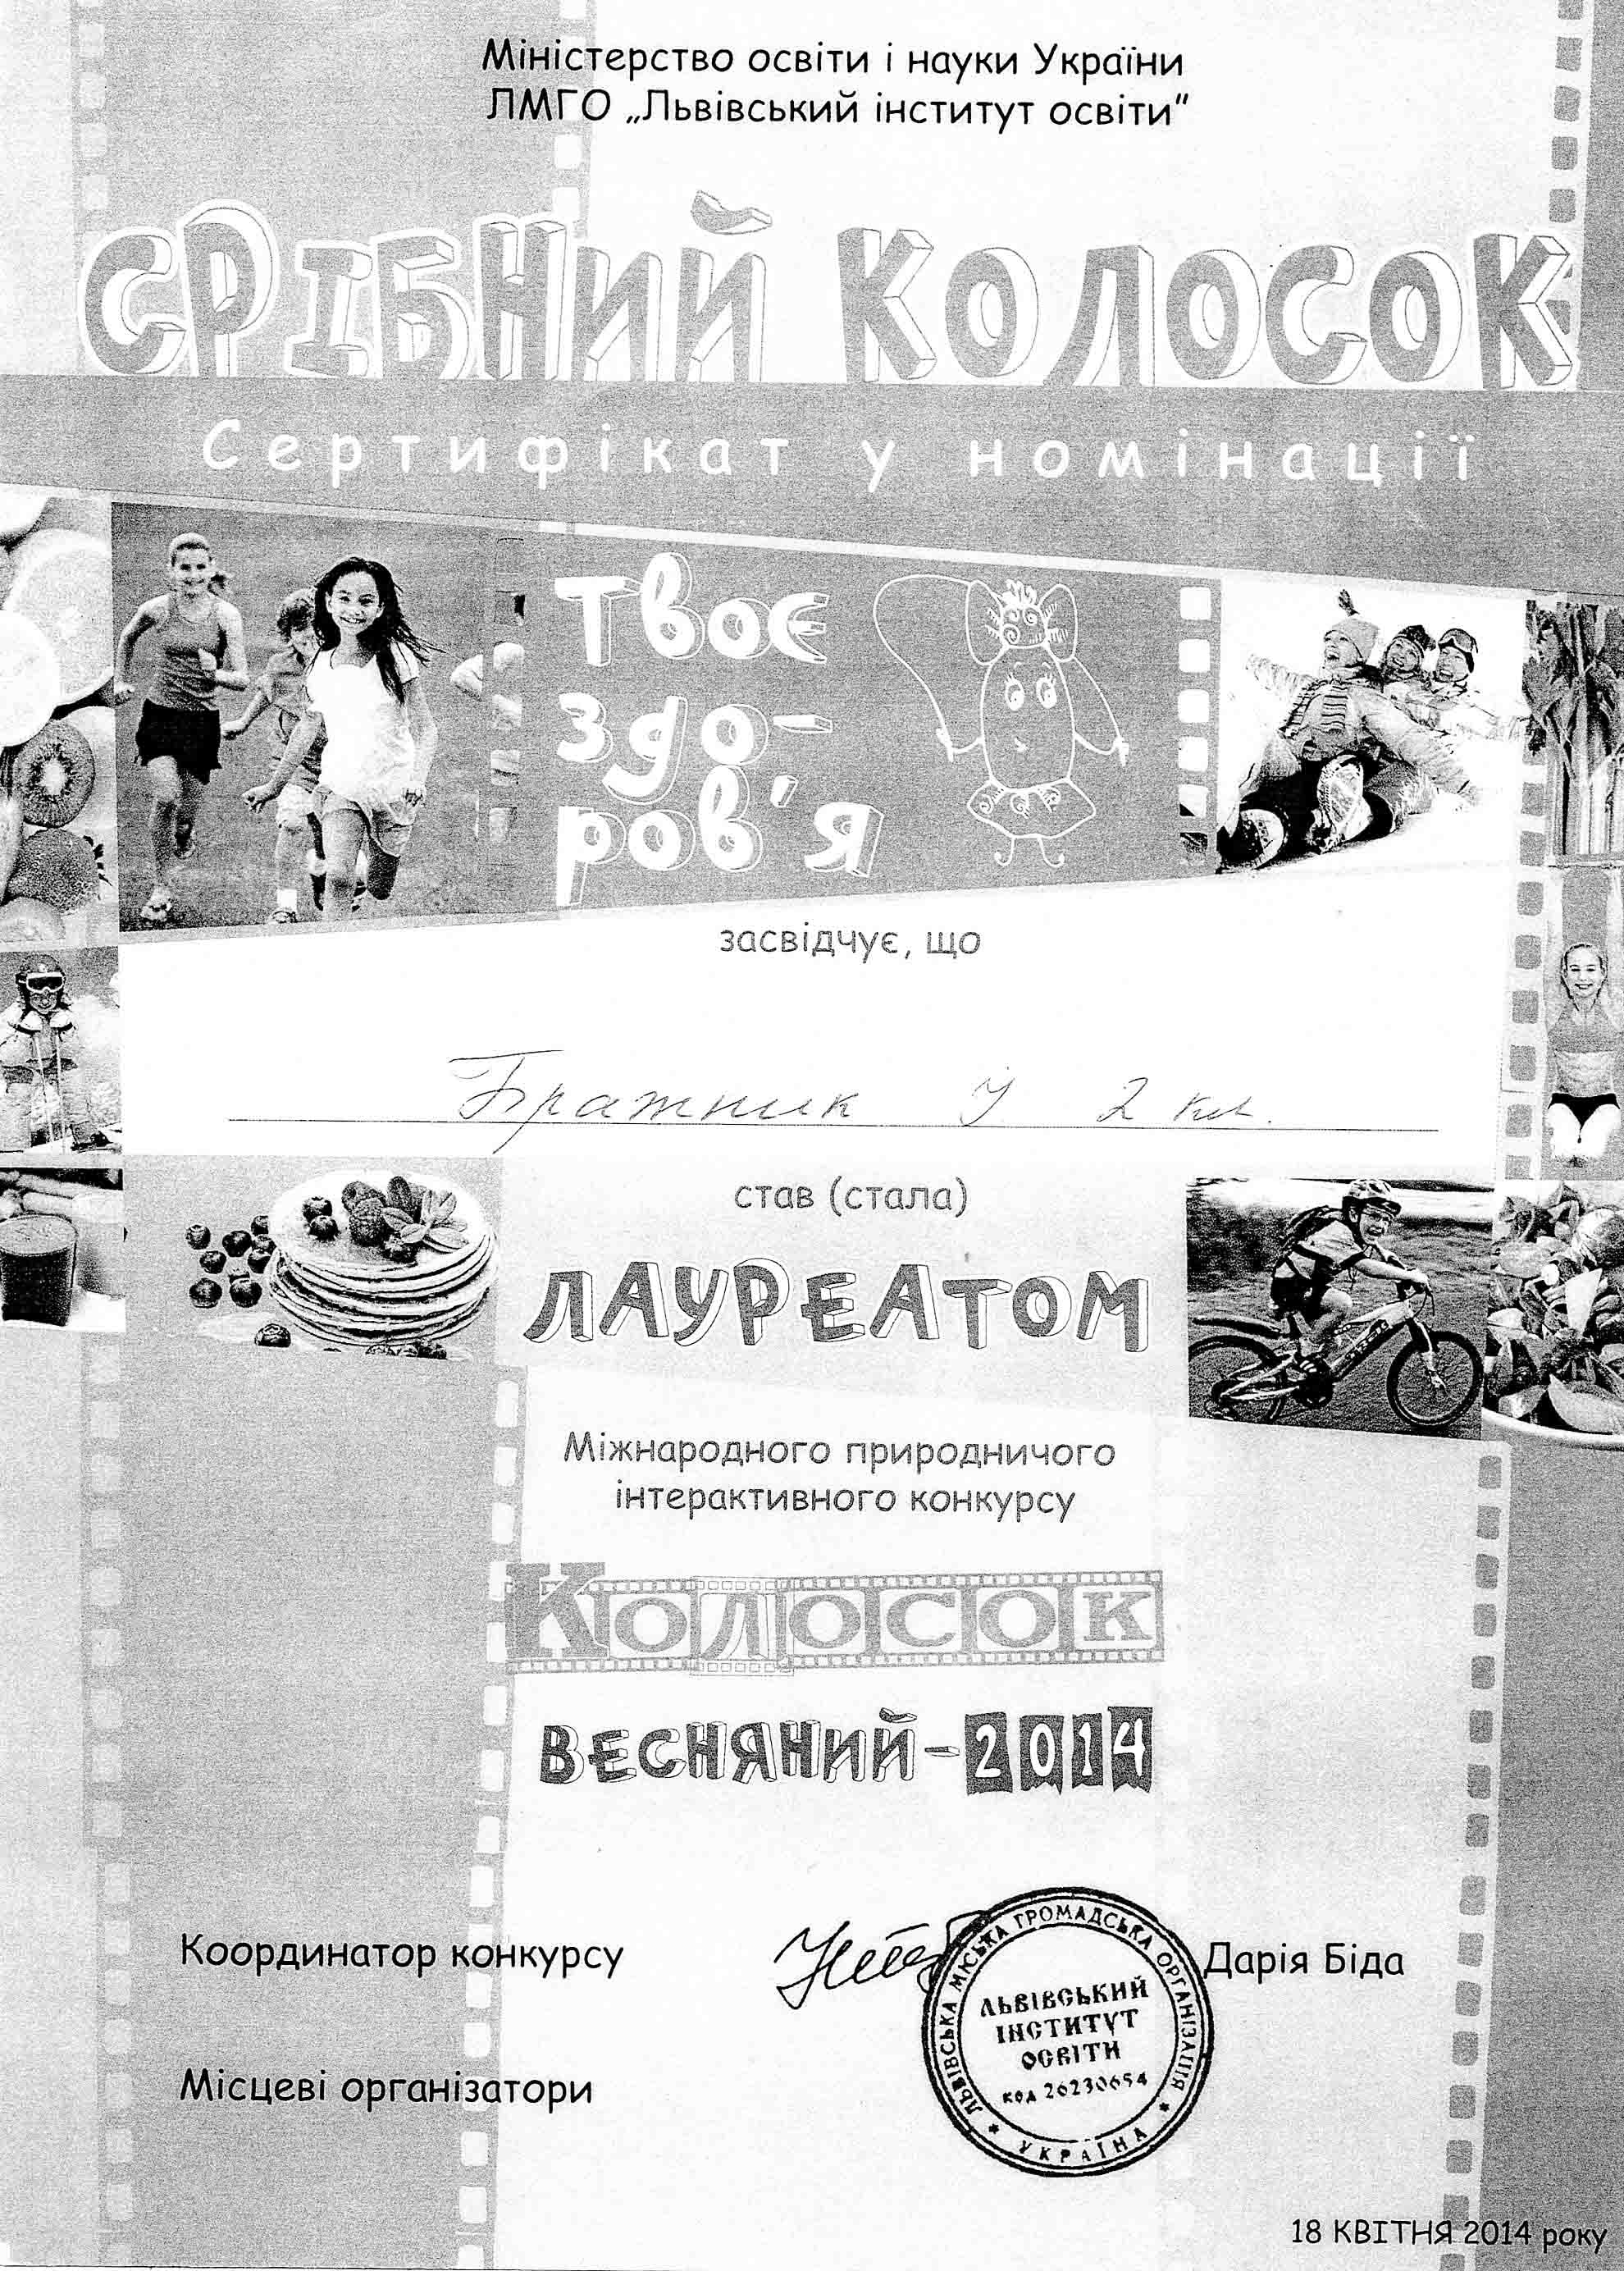 Міністерство освіти і науки України
ЛМГО „Львівський інститут освіти"
СРІБНИЙ КОЛОСОК
Сертифікат у номінації
Твоє
здо-
ров'я
засвідчує, що
Бражник У 2 кл.
став (стала)
ЛАУРЕАТОМ
Міжнародного природничого
інтерактивного конкурсу
КОЛОСОК
ВЕСНЯНИЙ-2014
Координатор конкурсу
Дарія Біда
ЛЬВІВСЬКА МІСЬКА ГРОМАДСЬКА ОРГАНІЗАЦІЯ
ЛЬВІВСЬКИЙ
ІНСТИТУТ
ОСВІТИ
код 26230654
* УКРАЇНА *
Місцеві організатори
18 КВІТНЯ 2014 року